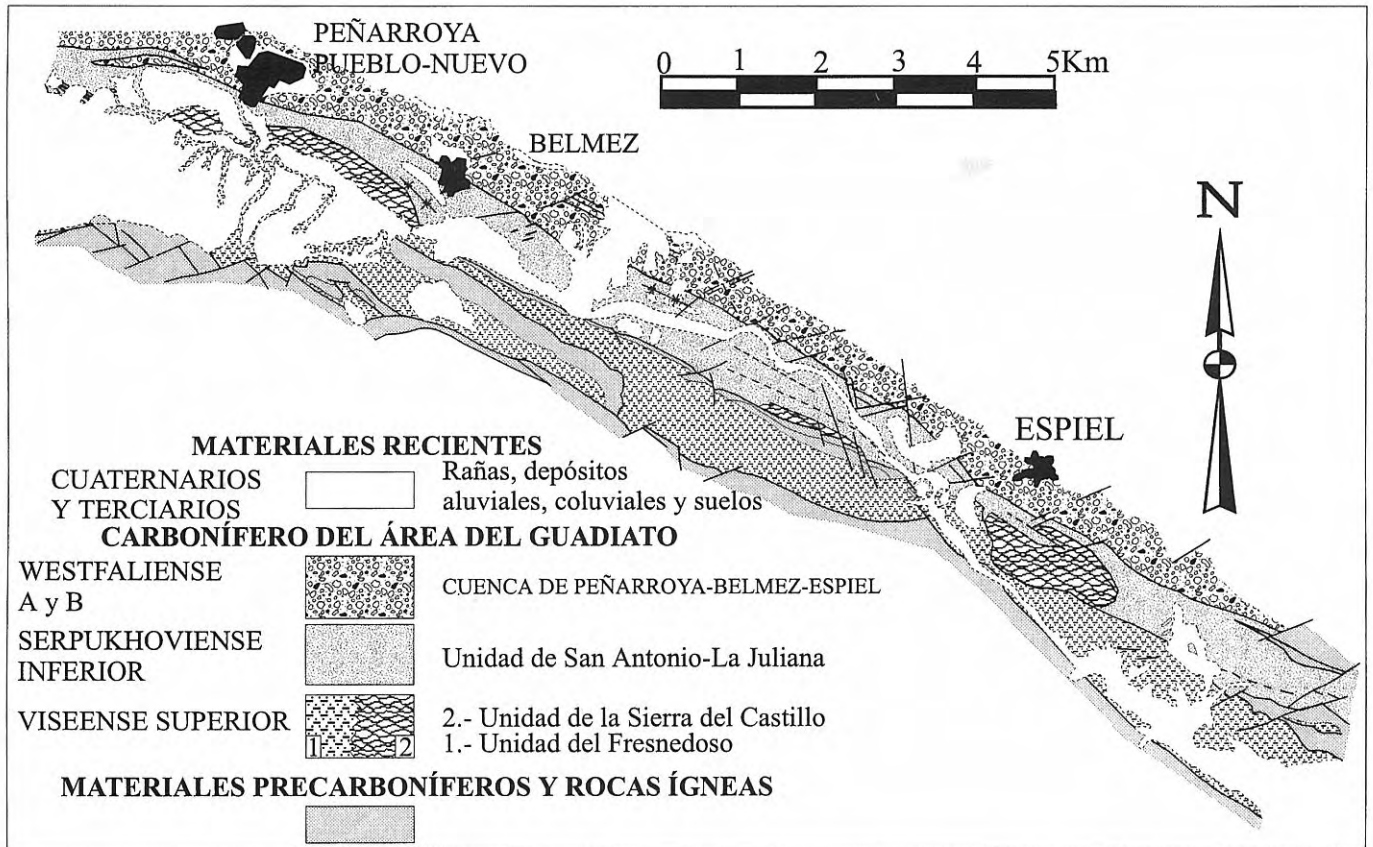 PEÑARROYA
PUEBLO-NUEVO
0 1 2 3 4 5Km
BELMEZ
N
ESPIEL
MATERIALES RECIENTES
CUATERNARIOS
Y TERCIARIOS
Rañas, depósitos
aluviales, coluviales y suelos
CARBONÍFERO DEL ÁREA DEL GUADIATO
WESTFALIENSE
A y B
CUENCA DE PEÑARROYA-BELMEZ-ESPIEL
SERPUKHOVIENSE
INFERIOR
Unidad de San Antonio-La Juliana
VISEENSE SUPERIOR
1 2
2.- Unidad de la Sierra del Castillo
1.- Unidad del Fresnedoso
MATERIALES PRECARBONÍFEROS Y ROCAS ÍGNEAS